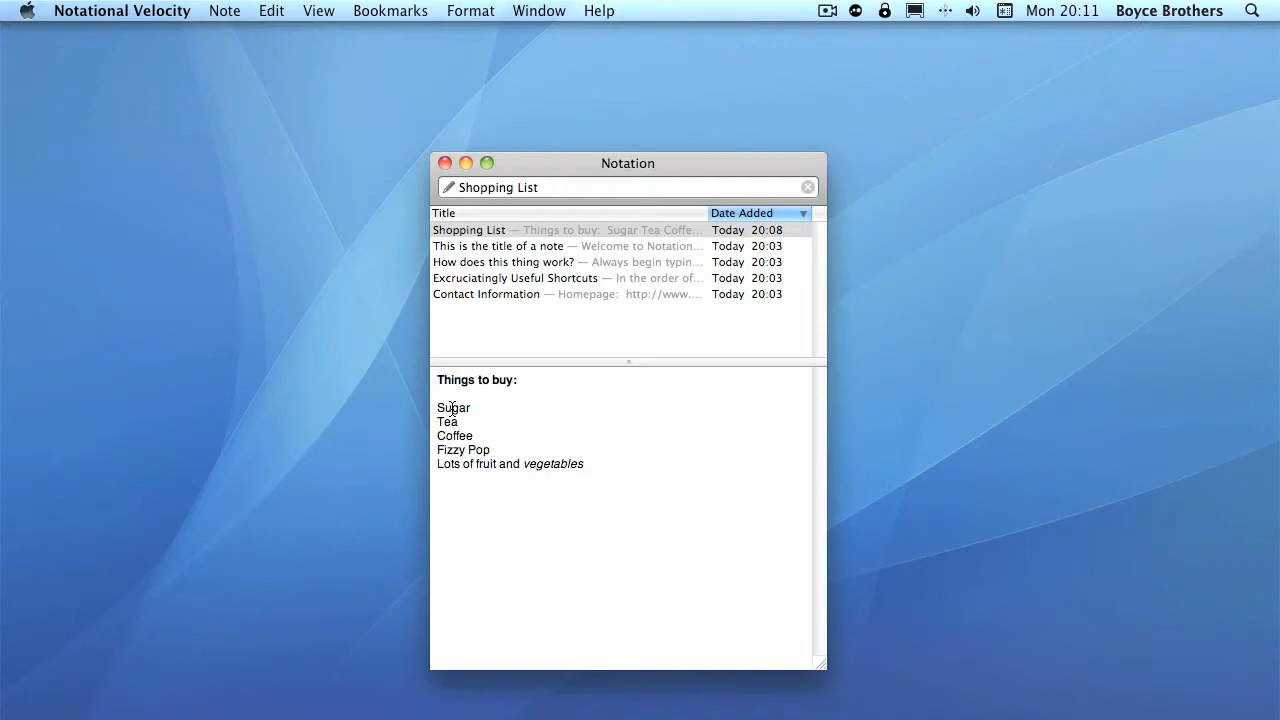 Notational Velocity Note Edit View Bookmarks Format Window Help Mon 20:11 Boyce Brothers
Notation
Shopping List
Title Date Added
Shopping List — Things to buy: Sugar Tea Coffe... Today 20:08
This is the title of a note — Welcome to Notation... Today 20:03
How does this thing work? — Always begin typin... Today 20:03
Excruciatingly Useful Shortcuts — In the order of... Today 20:03
Contact Information — Homepage: http://www.... Today 20:03
Things to buy:
Sugar
Tea
Coffee
Fizzy Pop
Lots of fruit and vegetables